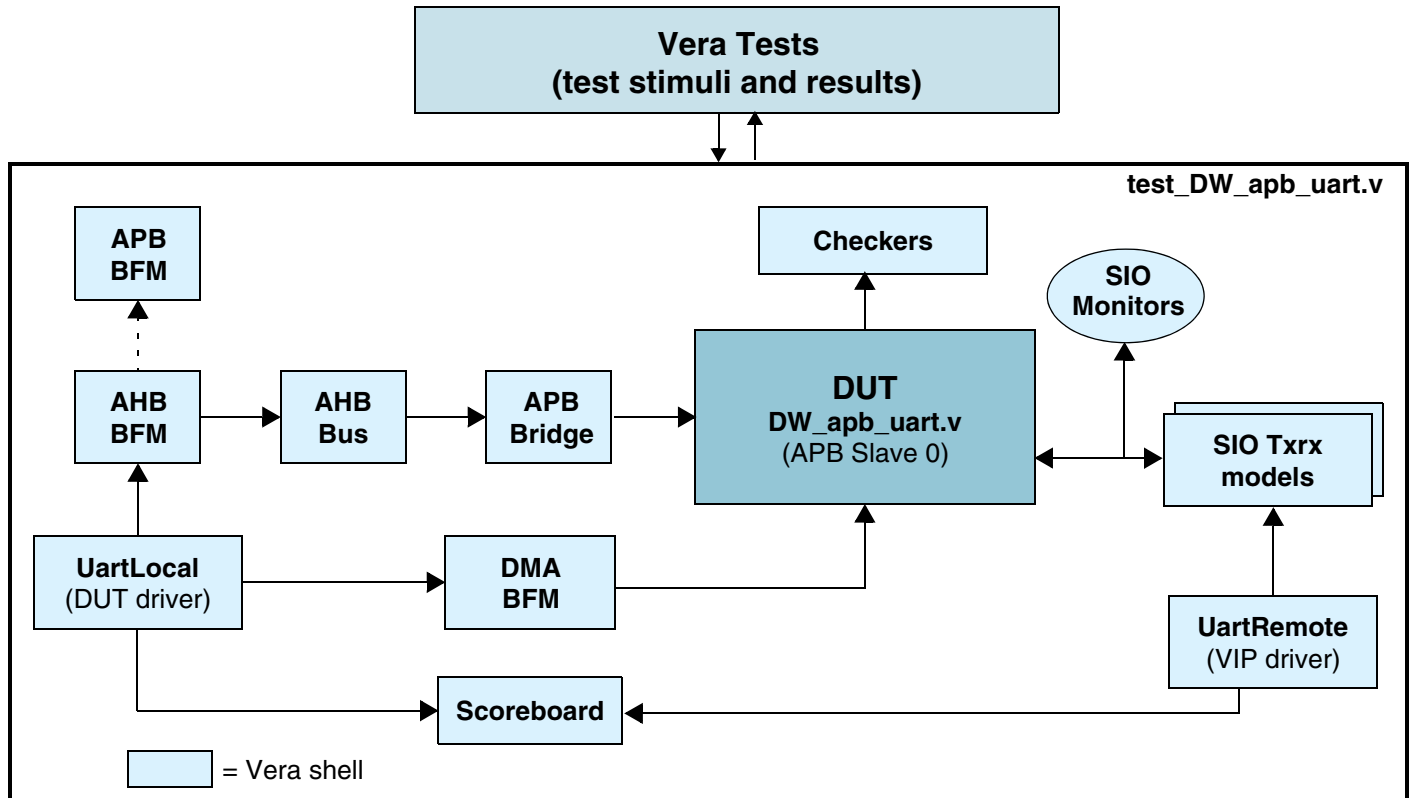 Vera Tests
(test stimuli and results)
test_DW_apb_uart.v
APB
BFM
Checkers
SIO
Monitors
AHB
BFM
AHB
Bus
APB
Bridge
DUT
DW_apb_uart.v
(APB Slave 0)
SIO Txrx
models
UartLocal
(DUT driver)
DMA
BFM
UartRemote
(VIP driver)
Scoreboard
= Vera shell